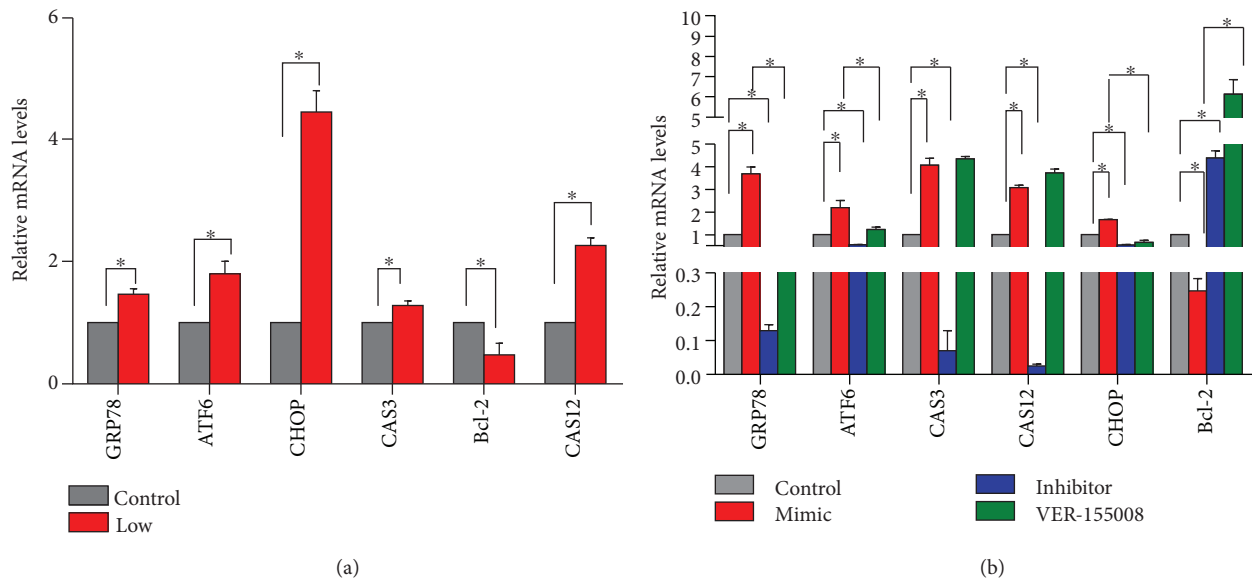 Relative mRNA levels
6
4
2
0
* * * * * *
GRP78
ATF6
CHOP
CAS3
Bcl-2
CAS12
Control
Low
(a)
Relative mRNA levels
10
9
8
7
6
5
5
4
3
2
1
0.3
0.2
0.1
0.0
* * * * * * * * * * * * * * * *
GRP78
ATF6
CAS3
CAS12
CHOP
Bcl-2
Control
Mimic
Inhibitor
VER-155008
(b)